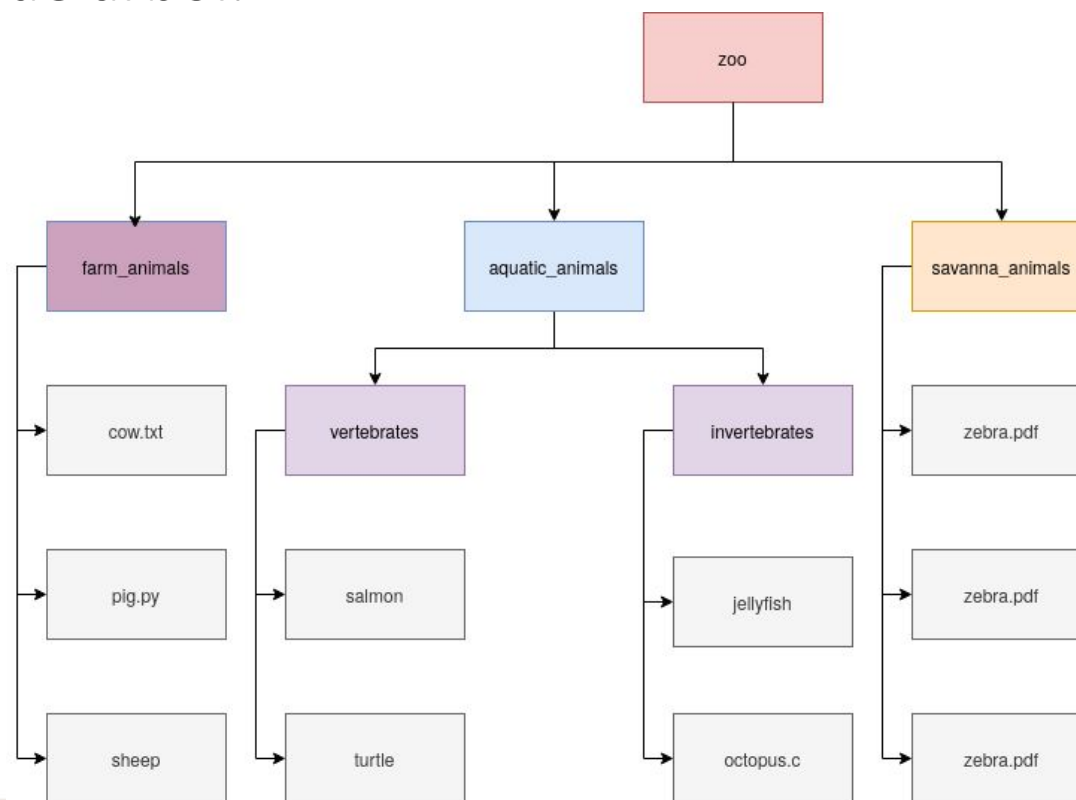 zoo
farm_animals
aquatic_animals
savanna_animals
cow.txt
vertebrates
invertebrates
zebra.pdf
pig.py
salmon
jellyfish
zebra.pdf
sheep
turtle
octopus.c
zebra.pdf